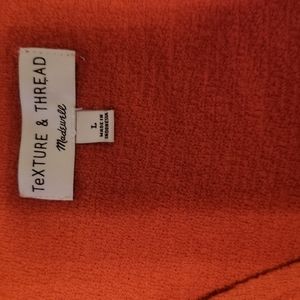 TeXTURE & THREAD
Madewell
L
MADE IN
INDONESIA